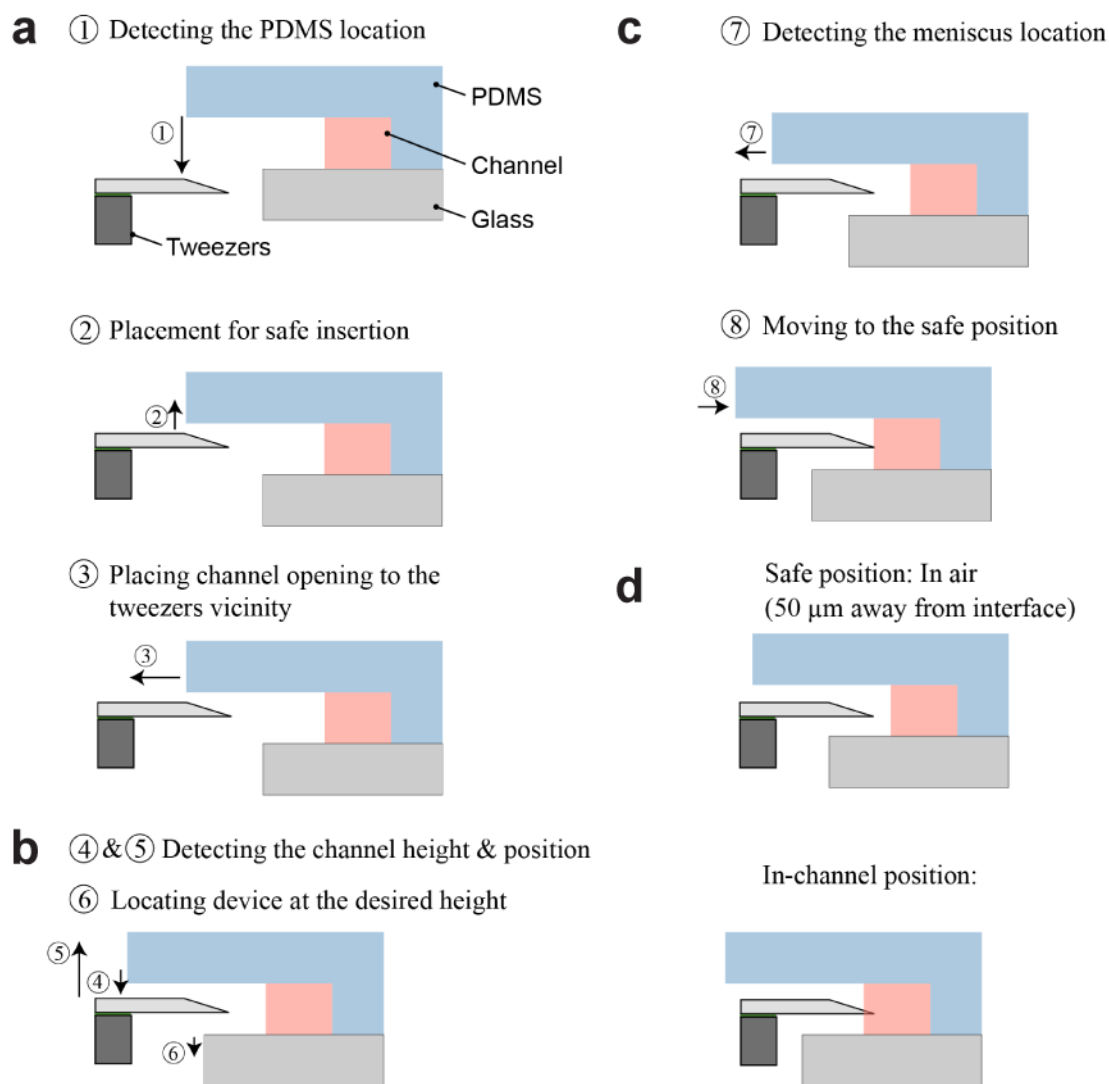 a ① Detecting the PDMS location
PDMS
①
Channel
Glass
Tweezers
② Placement for safe insertion
②
③ Placing channel opening to the
tweezers vicinity
③
b ④&⑤ Detecting the channel height & position
⑥ Locating device at the desired height
⑤
④
⑥
c ⑦ Detecting the meniscus location
⑦
⑧ Moving to the safe position
⑧
d Safe position: In air
(50 μm away from interface)
In-channel position: